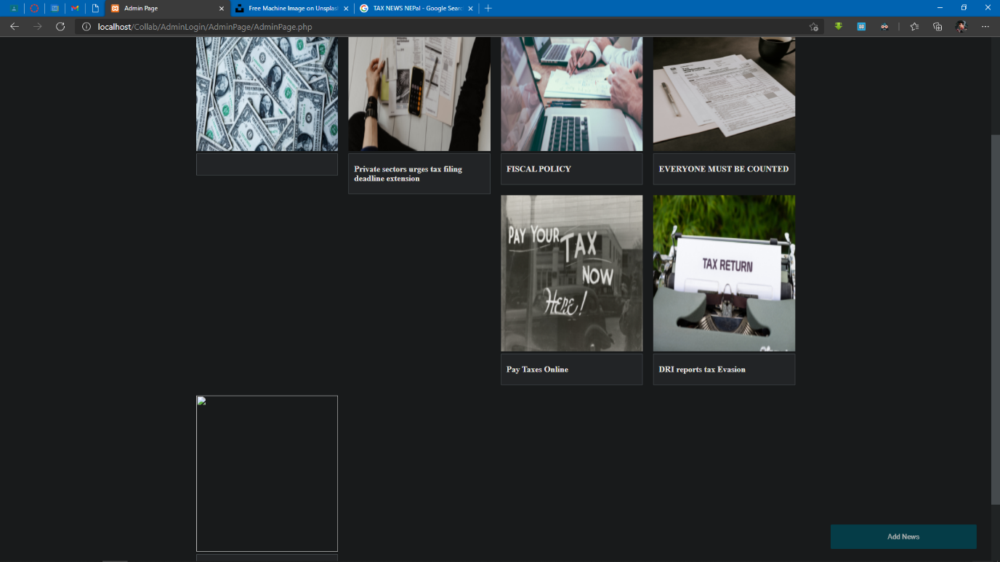 Admin Page
Free Machine Image on Unsplas
TAX NEWS NEPal - Google Searc
localhost/Collab/AdminLogin/AdminPage/AdminPage.php
Private sectors urges tax filing
deadline extension
FISCAL POLICY
EVERYONE MUST BE COUNTED
PAY YOUR
TAX
NOW
HERE!
TAX RETURN
Pay Taxes Online
DRI reports tax Evasion
Add News